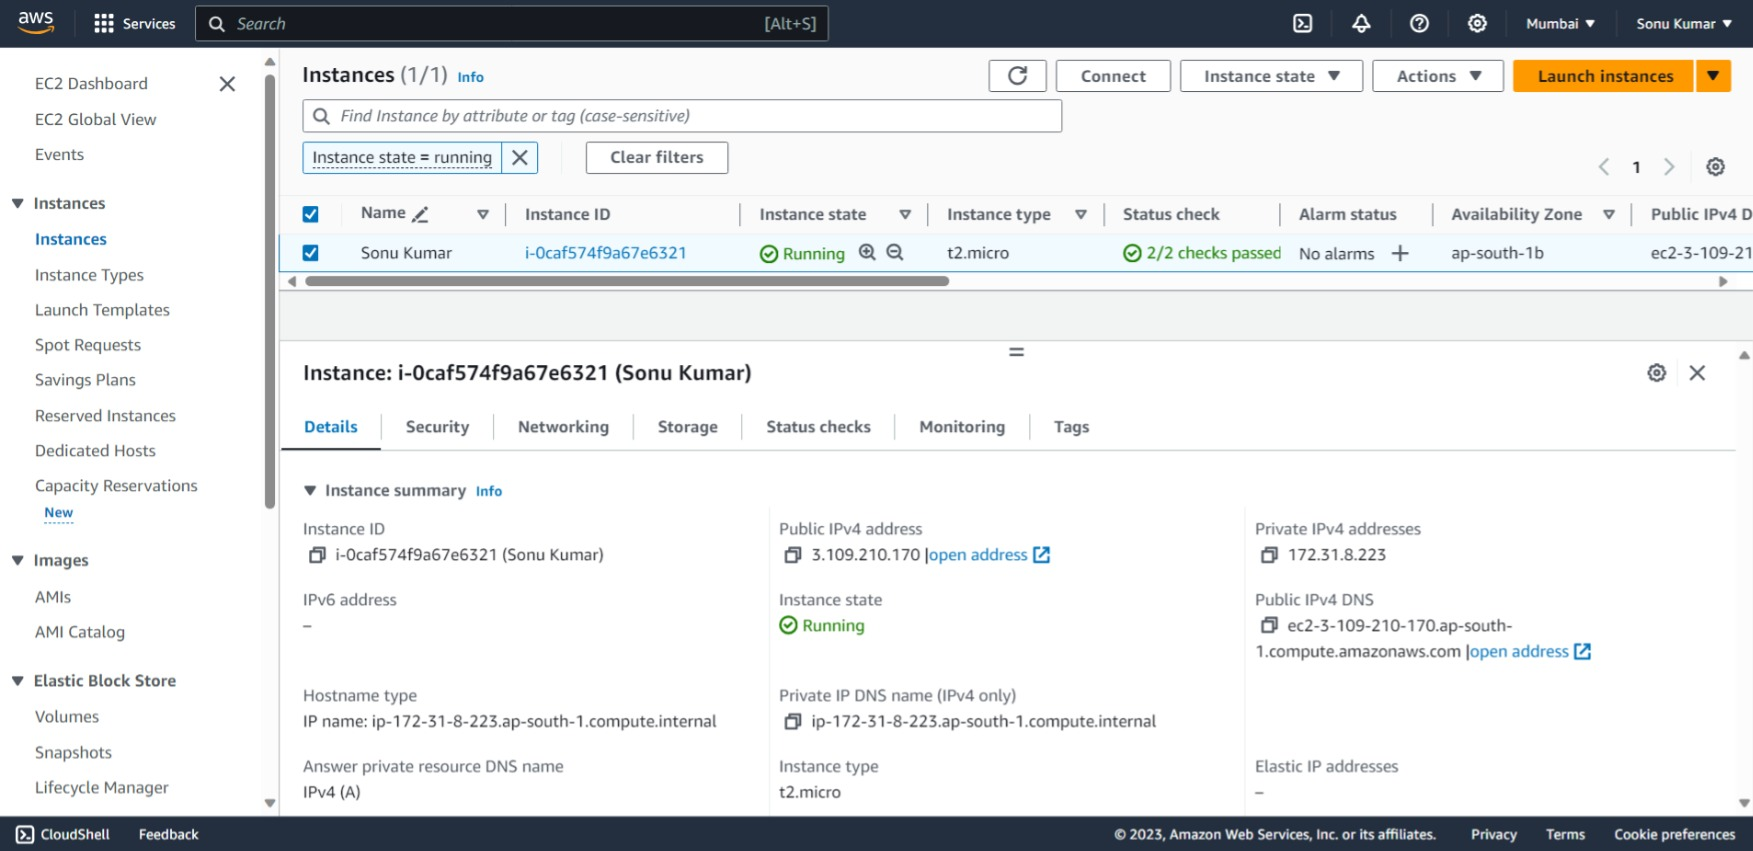 aws Services Search [Alt+S] Mumbai Sonu Kumar
EC2 Dashboard
EC2 Global View
Events
Instances
Instances
Instance Types
Launch Templates
Spot Requests
Savings Plans
Reserved Instances
Dedicated Hosts
Capacity Reservations
New
Images
AMIs
AMI Catalog
Elastic Block Store
Volumes
Snapshots
Lifecycle Manager
Instances (1/1) Info Connect Instance state Actions Launch instances
Find Instance by attribute or tag (case-sensitive)
Instance state = running Clear filters
1
Name Instance ID Instance state Instance type Status check Alarm status Availability Zone Public IPv4 D
Sonu Kumar i-0caf574f9a67e6321 Running t2.micro 2/2 checks passed No alarms ap-south-1b ec2-3-109-21
Instance: i-0caf574f9a67e6321 (Sonu Kumar)
Details Security Networking Storage Status checks Monitoring Tags
Instance summary Info
Instance ID
i-0caf574f9a67e6321 (Sonu Kumar)
Public IPv4 address
3.109.210.170 |open address
Private IPv4 addresses
172.31.8.223
IPv6 address
–
Instance state
Running
Public IPv4 DNS
ec2-3-109-210-170.ap-south-
1.compute.amazonaws.com |open address
Hostname type
IP name: ip-172-31-8-223.ap-south-1.compute.internal
Private IP DNS name (IPv4 only)
ip-172-31-8-223.ap-south-1.compute.internal
Answer private resource DNS name
IPv4 (A)
Instance type
t2.micro
Elastic IP addresses
–
CloudShell Feedback © 2023, Amazon Web Services, Inc. or its affiliates. Privacy Terms Cookie preferences